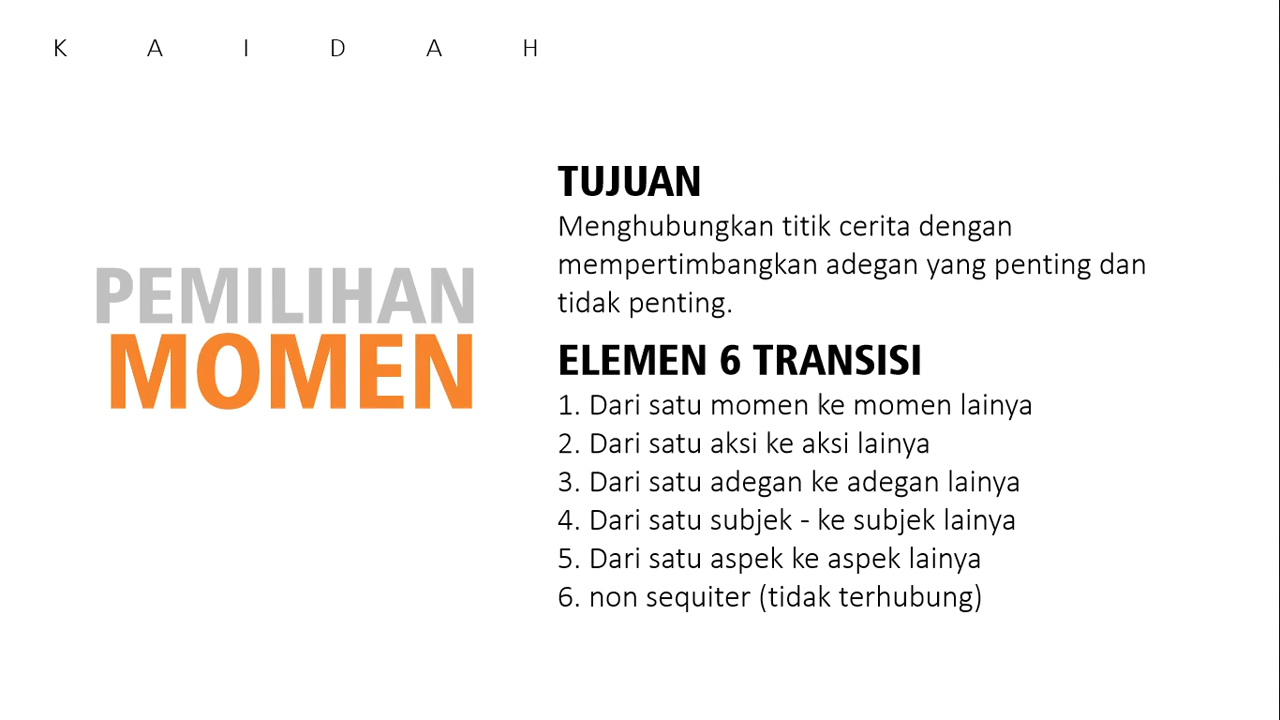 K A I D A H
PEMILIHAN
MOMEN
TUJUAN
Menghubungkan titik cerita dengan
mempertimbangkan adegan yang penting dan
tidak penting.
ELEMEN 6 TRANSISI
1. Dari satu momen ke momen lainya
2. Dari satu aksi ke aksi lainya
3. Dari satu adegan ke adegan lainya
4. Dari satu subjek - ke subjek lainya
5. Dari satu aspek ke aspek lainya
6. non sequiter (tidak terhubung)